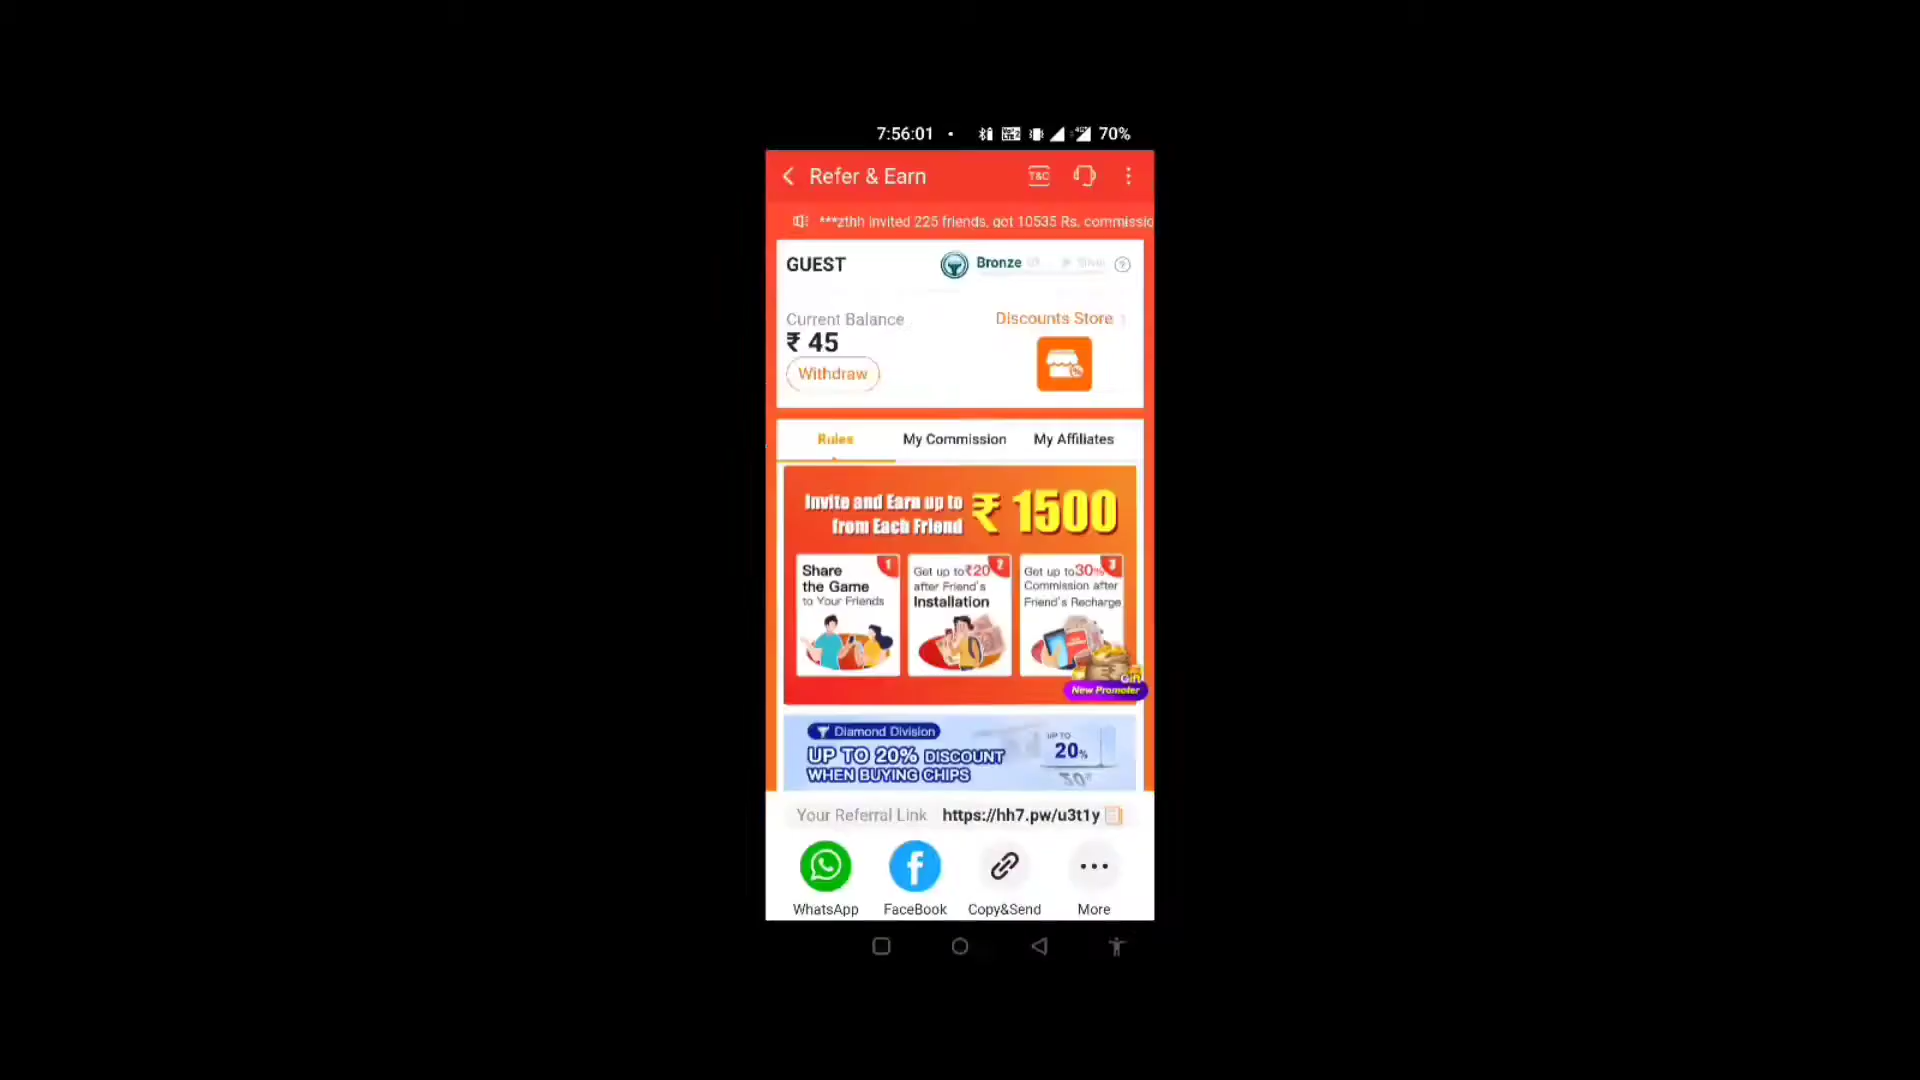 7:56:01 70%
Refer & Earn T&C
***zthh invited 225 friends, got 10535 Rs. commissio
GUEST Bronze
Current Balance Discounts Store
₹ 45
Withdraw
Rules My Commission My Affiliates
Invite and Earn up to ₹ 1500
from Each Friend
Share the Game to Your Friends 1
Get up to ₹20 after Friend's Installation 2
Get up to 30% Commission after Friend's Recharge 3
Gift
New Promoter
Diamond Division
UP TO 20% DISCOUNT
WHEN BUYING CHIPS
UP TO
20%
Your Referral Link https://hh7.pw/u3t1y
WhatsApp FaceBook Copy&Send More